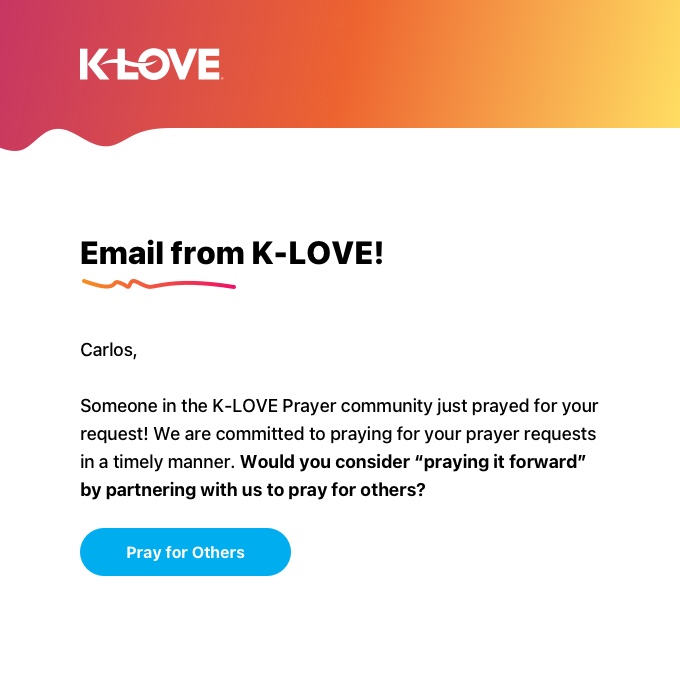 K-LOVE
Email from K-LOVE!
Carlos,
Someone in the K-LOVE Prayer community just prayed for your
request! We are committed to praying for your prayer requests
in a timely manner. Would you consider “praying it forward”
by partnering with us to pray for others?
Pray for Others